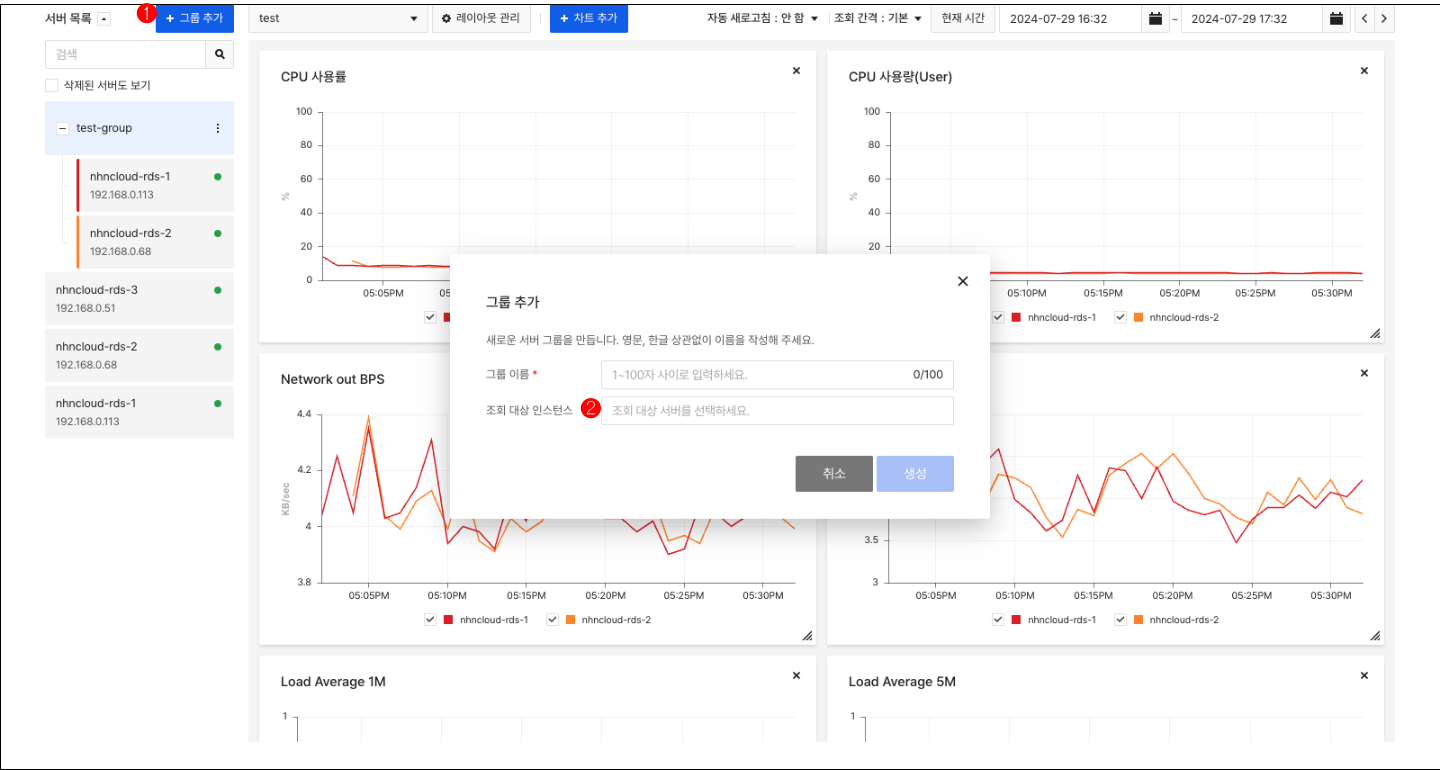 서버 목록
1
+ 그룹 추가
test
레이아웃 관리
+ 차트 추가
자동 새로고침 : 안 함
조회 간격 : 기본
현재 시간
2024-07-29 16:32
~
2024-07-29 17:32
검색
삭제된 서버도 보기
test-group
nhncloud-rds-1
192.168.0.113
nhncloud-rds-2
192.168.0.68
nhncloud-rds-3
192.168.0.51
nhncloud-rds-2
192.168.0.68
nhncloud-rds-1
192.168.0.113
CPU 사용률
100
80
60
40
20
0
%
05:05PM
05
CPU 사용량(User)
100
80
60
40
20
%
05:10PM
05:15PM
05:20PM
05:25PM
05:30PM
nhncloud-rds-1
nhncloud-rds-2
그룹 추가
새로운 서버 그룹을 만듭니다. 영문, 한글 상관없이 이름을 작성해 주세요.
그룹 이름 *
1~100자 사이로 입력하세요.
0/100
조회 대상 인스턴스
2
조회 대상 서버를 선택하세요.
취소
생성
Network out BPS
4.4
4.2
4
3.8
KB/sec
05:05PM
05:10PM
05:15PM
05:20PM
05:25PM
05:30PM
nhncloud-rds-1
nhncloud-rds-2
3.5
3
05:05PM
05:10PM
05:15PM
05:20PM
05:25PM
05:30PM
nhncloud-rds-1
nhncloud-rds-2
Load Average 1M
1
Load Average 5M
1